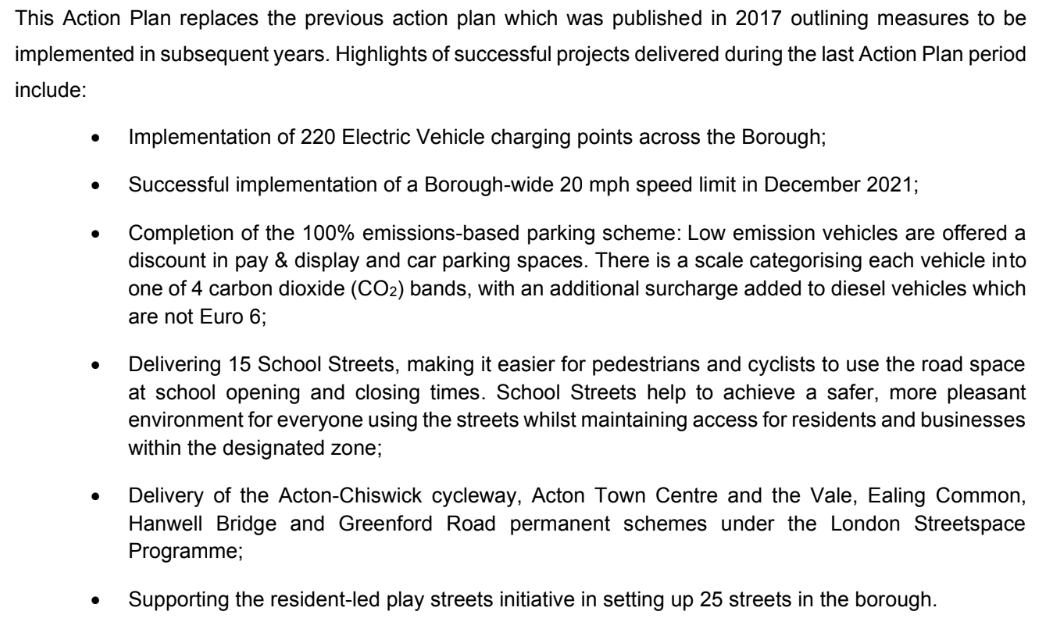 This Action Plan replaces the previous action plan which was published in 2017 outlining measures to be
implemented in subsequent years. Highlights of successful projects delivered during the last Action Plan period
include:
• Implementation of 220 Electric Vehicle charging points across the Borough;
• Successful implementation of a Borough-wide 20 mph speed limit in December 2021;
• Completion of the 100% emissions-based parking scheme: Low emission vehicles are offered a
discount in pay & display and car parking spaces. There is a scale categorising each vehicle into
one of 4 carbon dioxide (CO₂) bands, with an additional surcharge added to diesel vehicles which
are not Euro 6;
• Delivering 15 School Streets, making it easier for pedestrians and cyclists to use the road space
at school opening and closing times. School Streets help to achieve a safer, more pleasant
environment for everyone using the streets whilst maintaining access for residents and businesses
within the designated zone;
• Delivery of the Acton-Chiswick cycleway, Acton Town Centre and the Vale, Ealing Common,
Hanwell Bridge and Greenford Road permanent schemes under the London Streetspace
Programme;
• Supporting the resident-led play streets initiative in setting up 25 streets in the borough.